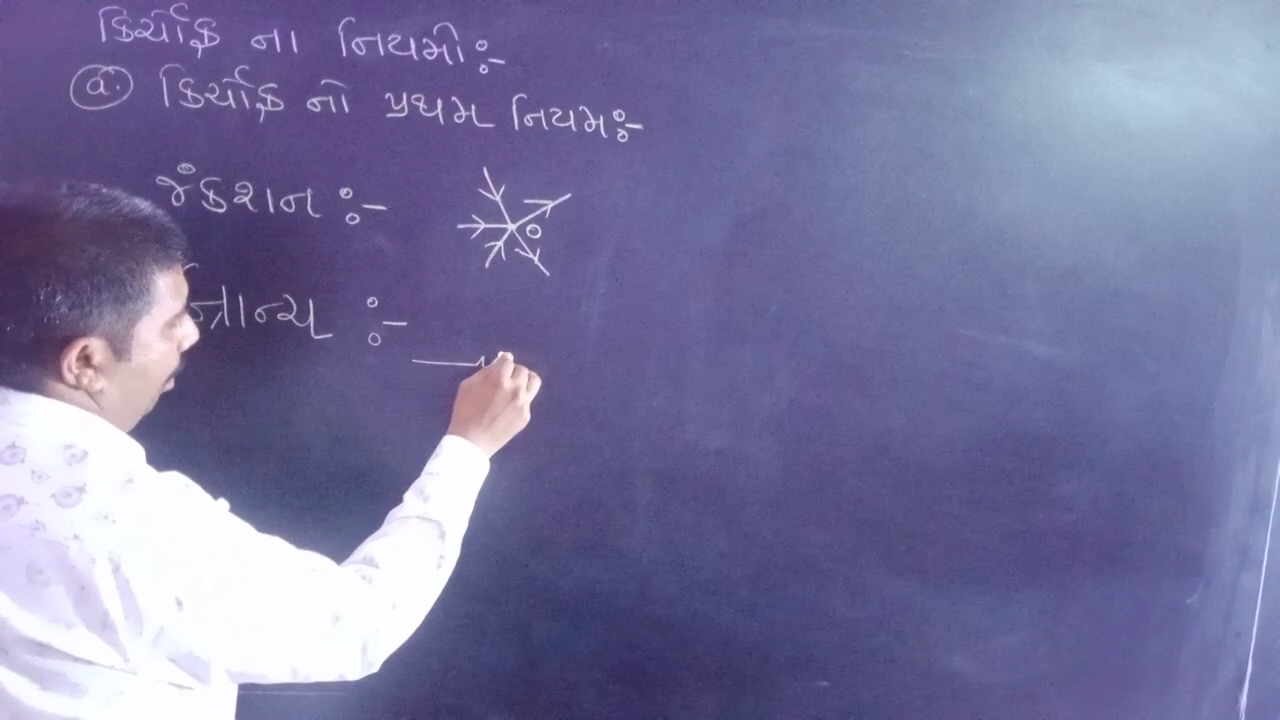 કિર્ચોફ ના નિયમો:-
(a.) કિર્ચોફ નો પ્રથમ નિયમ:-
જંકશન :-
O
બ્રાન્ચ :-